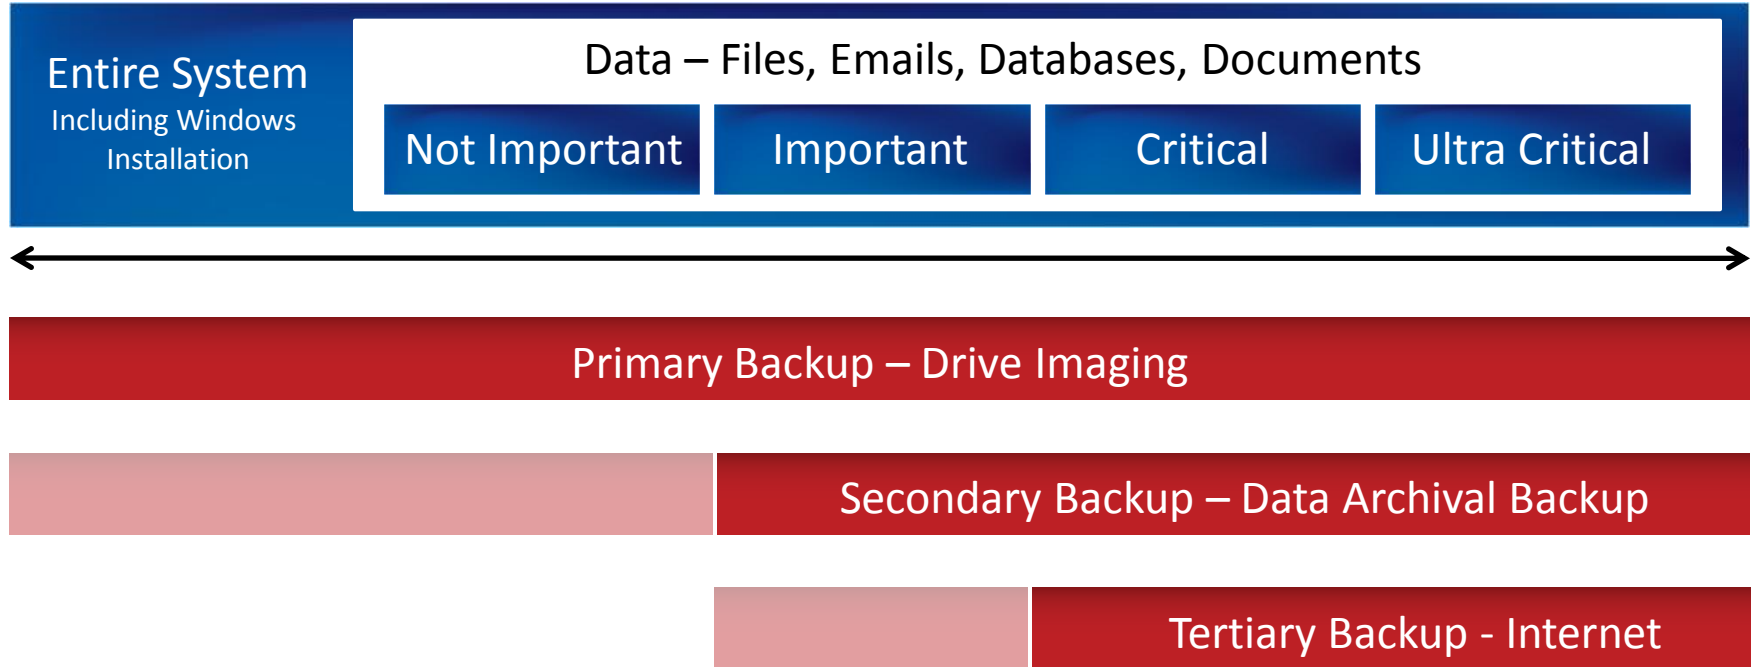 Entire System
Including Windows
Installation
Data – Files, Emails, Databases, Documents
Not Important
Important
Critical
Ultra Critical
Primary Backup – Drive Imaging
Secondary Backup – Data Archival Backup
Tertiary Backup - Internet